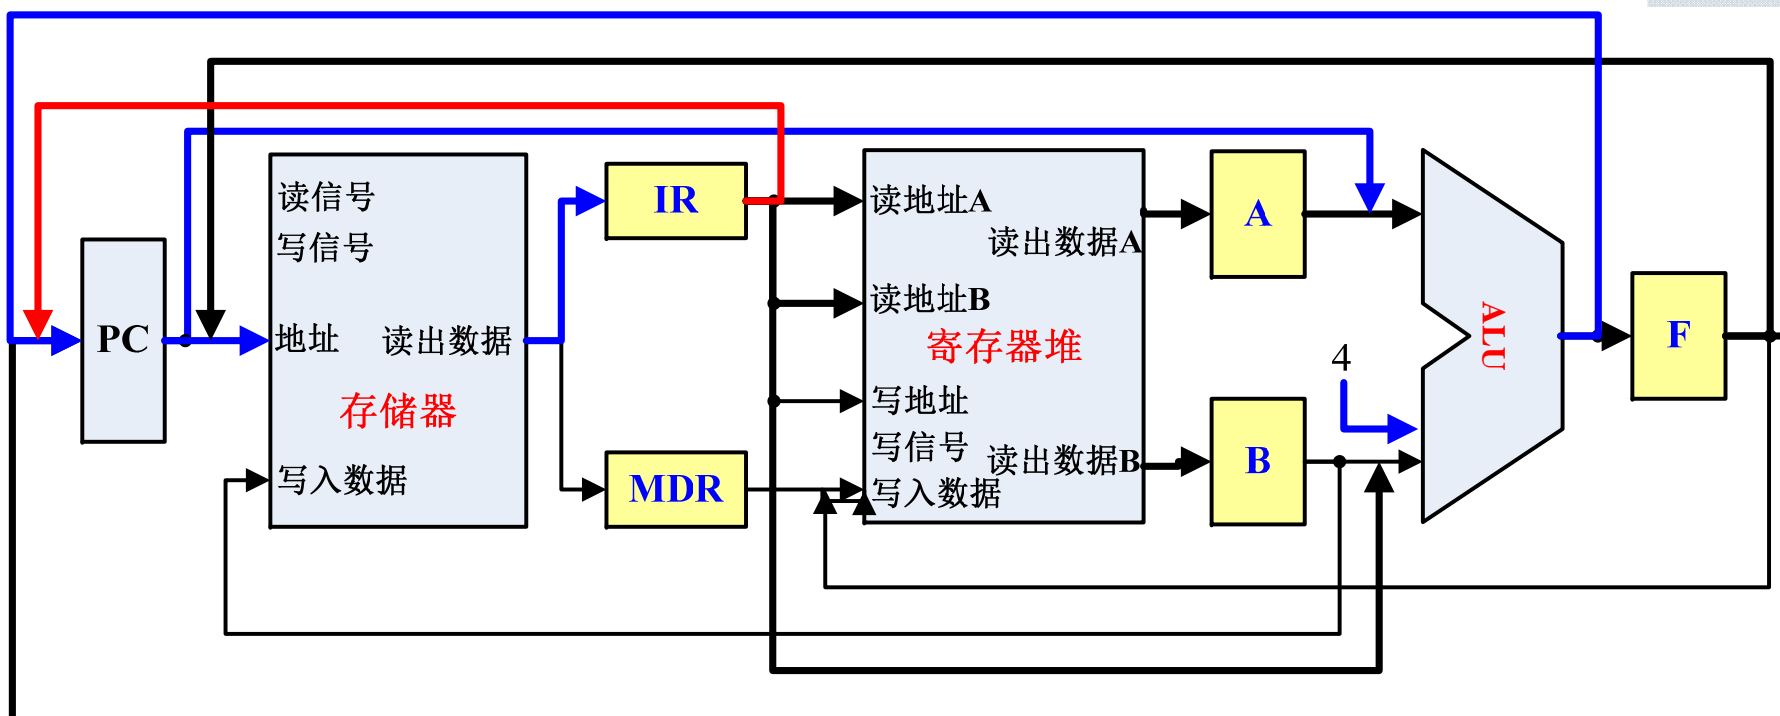 PC
读信号
写信号
地址
读出数据
存储器
写入数据
IR
MDR
读地址A
读出数据A
读地址B
寄存器堆
写地址
写信号
读出数据B
写入数据
A
B
4
ALU
F